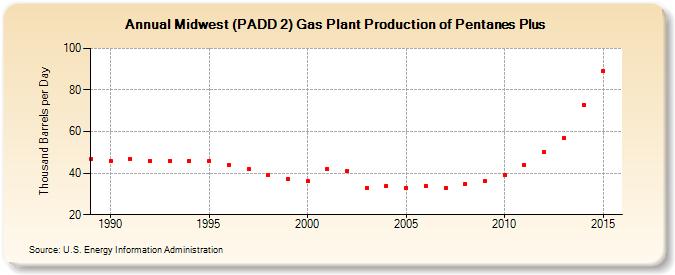 Annual Midwest (PADD 2) Gas Plant Production of Pentanes Plus
Thousand Barrels per Day
100
80
60
40
20
1990 1995 2000 2005 2010 2015
Source: U.S. Energy Information Administration